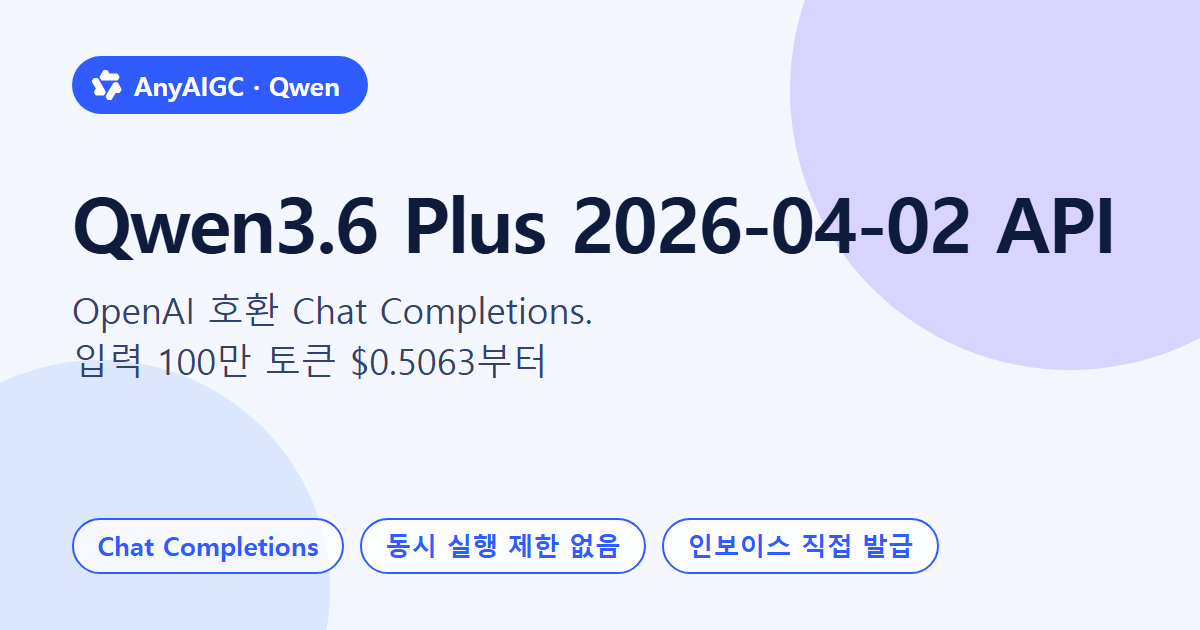 AnyAIGC · Qwen
Qwen3.6 Plus 2026-04-02 API
OpenAI 호환 Chat Completions.
입력 100만 토큰 $0.5063부터
Chat Completions
동시 실행 제한 없음
인보이스 직접 발급